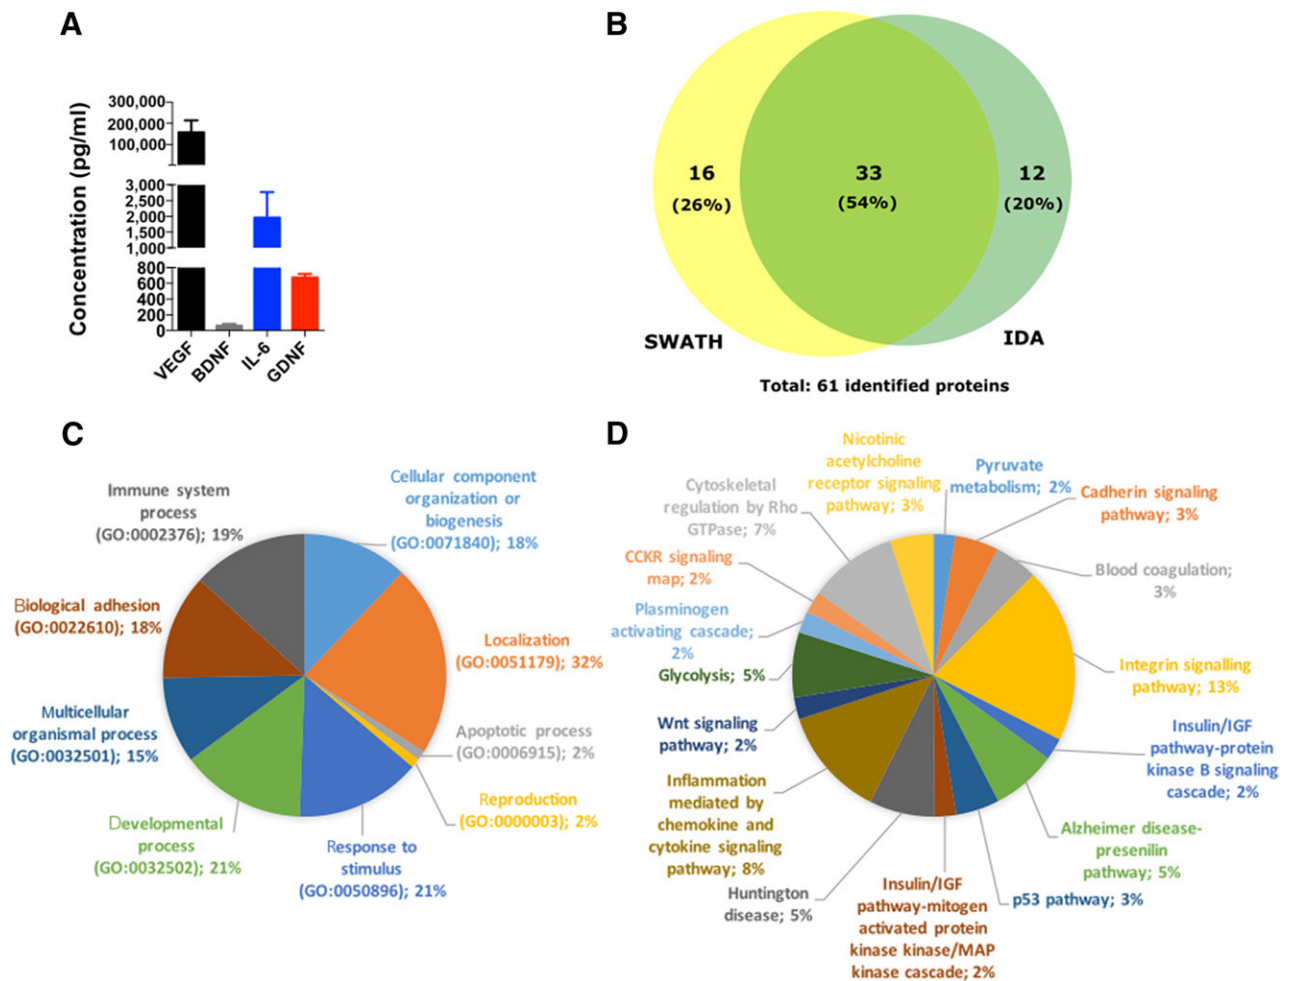 A
Concentration (pg/ml)
300,000
200,000
100,000
3,000
2,500
2,000
1,500
1,000
800
600
400
200
0
VEGF
BDNF
IL-6
GDNF
B
16
(26%)
33
(54%)
12
(20%)
SWATH
IDA
Total: 61 identified proteins
C
Cellular component
organization or
biogenesis
(GO:0071840); 18%
Localization
(GO:0051179); 32%
Apoptotic process
(GO:0006915); 2%
Reproduction
(GO:0000003); 2%
Response to
stimulus
(GO:0050896); 21%
Developmental
process
(GO:0032502); 21%
Multicellular
organismal process
(GO:0032501); 15%
Biological adhesion
(GO:0022610); 18%
Immune system
process
(GO:0002376); 19%
D
Pyruvate
metabolism; 2%
Cadherin signaling
pathway; 3%
Blood coagulation;
3%
Integrin signalling
pathway; 13%
Insulin/IGF
pathway-protein
kinase B signaling
cascade; 2%
Alzheimer disease-
presenilin
pathway; 5%
p53 pathway; 3%
Insulin/IGF
pathway-mitogen
activated protein
kinase kinase/MAP
kinase cascade; 2%
Huntington
disease; 5%
Inflammation
mediated by
chemokine and
cytokine signaling
pathway; 8%
Wnt signaling
pathway; 2%
Glycolysis; 5%
Plasminogen
activating cascade;
2%
CCKR signaling
map; 2%
Cytoskeletal
regulation by Rho
GTPase; 7%
Nicotinic
acetylcholine
receptor signaling
pathway; 3%